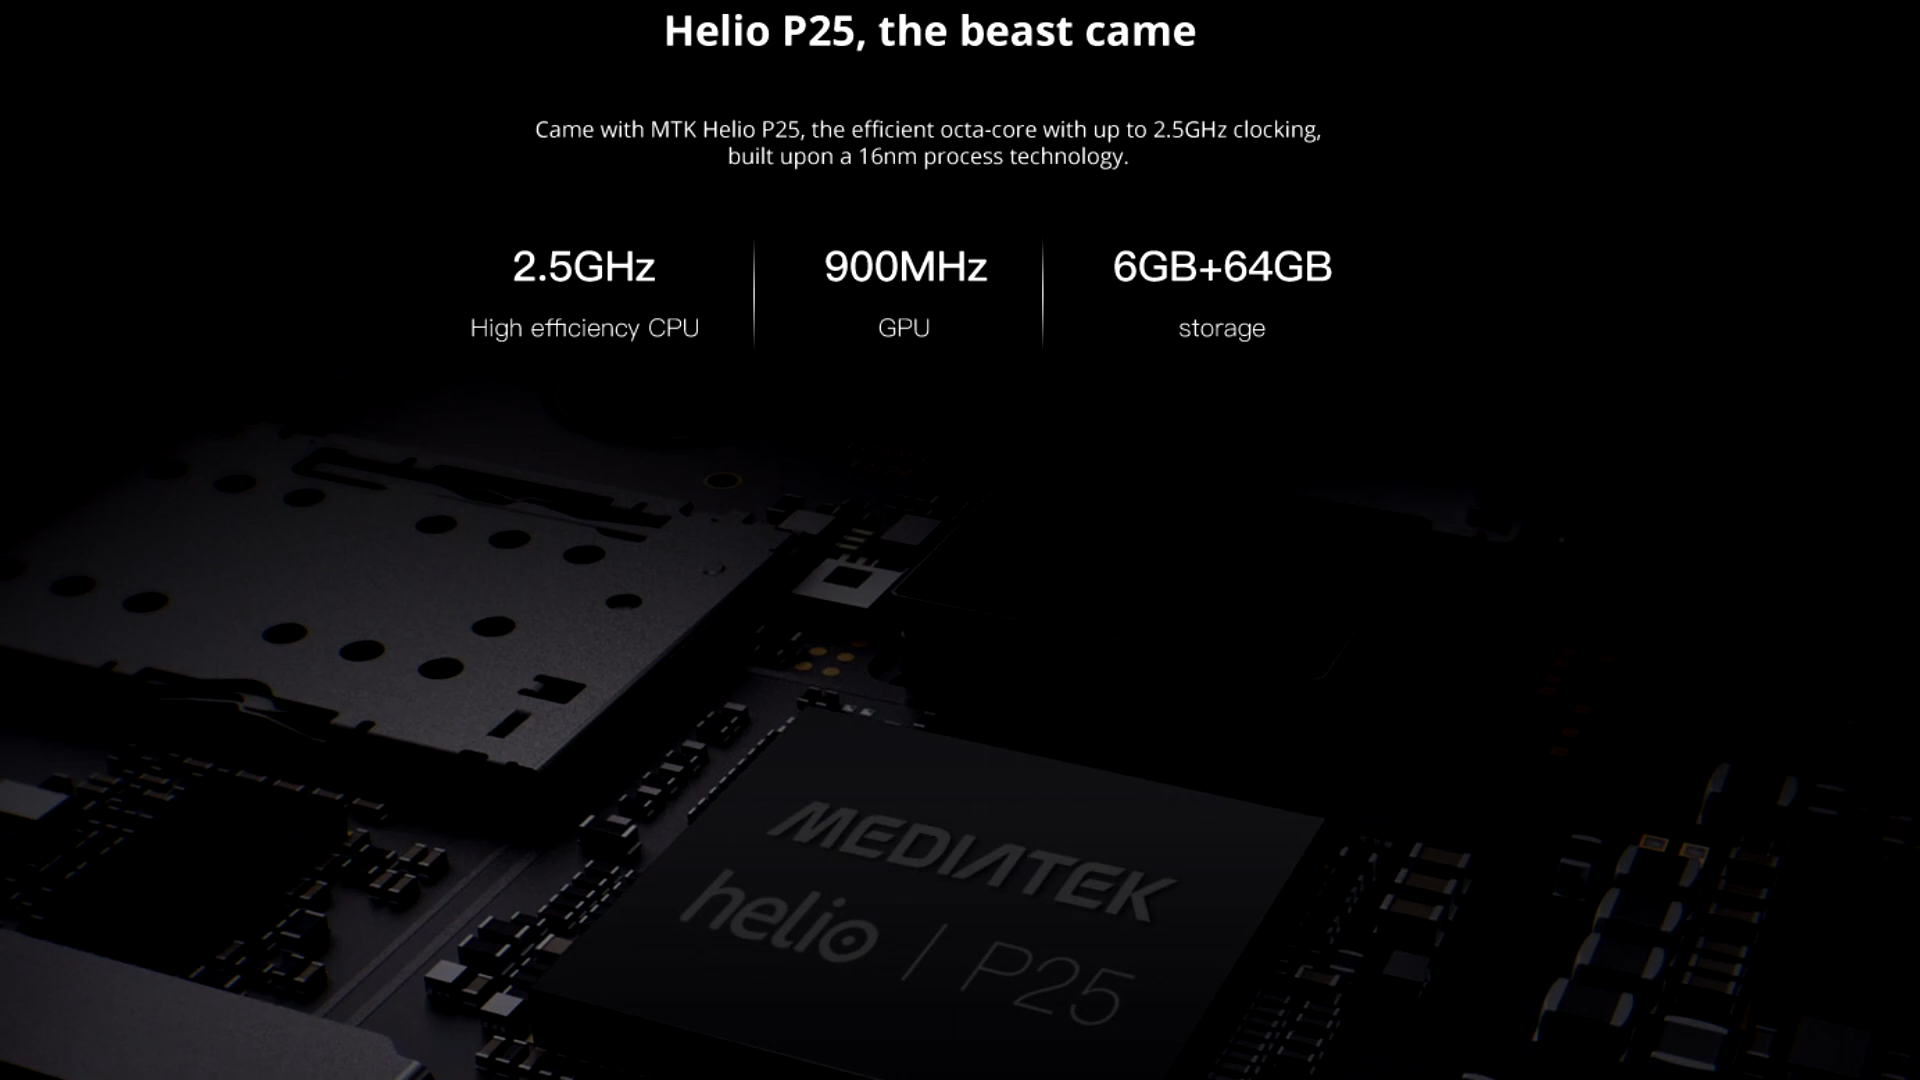 Helio P25, the beast came
Came with MTK Helio P25, the efficient octa-core with up to 2.5GHz clocking,
built upon a 16nm process technology.
2.5GHz
900MHz
6GB+64GB
High efficiency CPU
GPU
storage
MEDIATEK
helio | P25